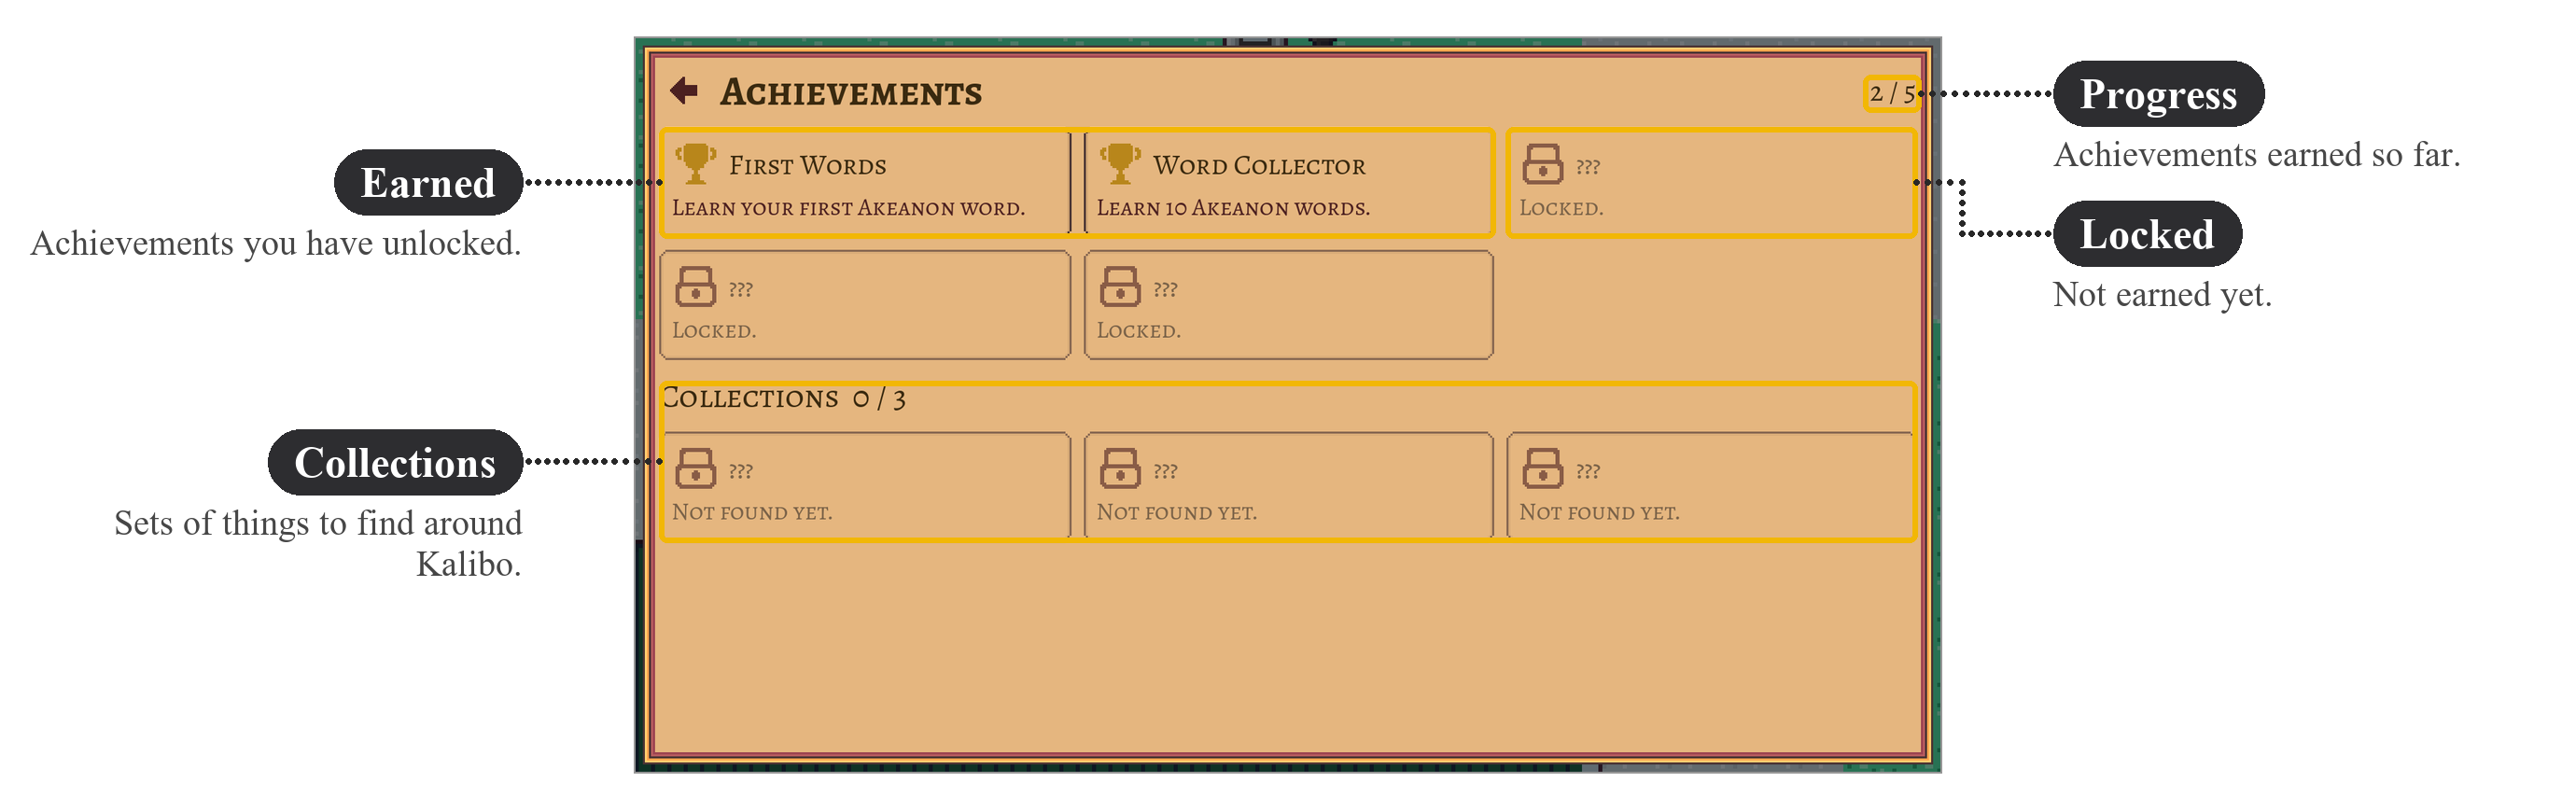 Achievements
2 / 5
Progress
Achievements earned so far.
Earned
Achievements you have unlocked.
First Words
Learn your first Akeanon word.
Word Collector
Learn 10 Akeanon words.
???
Locked.
Locked
Not earned yet.
???
Locked.
???
Locked.
Collections 0 / 3
Collections
Sets of things to find around
Kalibo.
???
Not found yet.
???
Not found yet.
???
Not found yet.